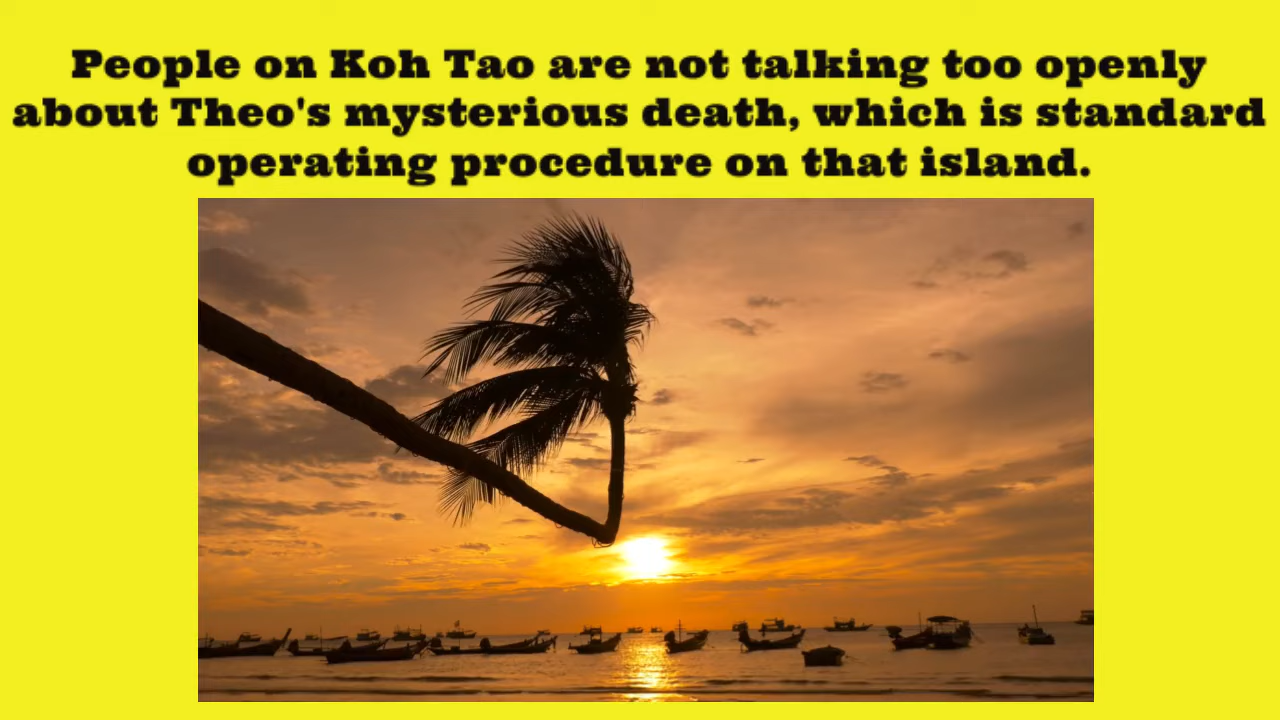 People on Koh Tao are not talking too openly
about Theo's mysterious death, which is standard
operating procedure on that island.